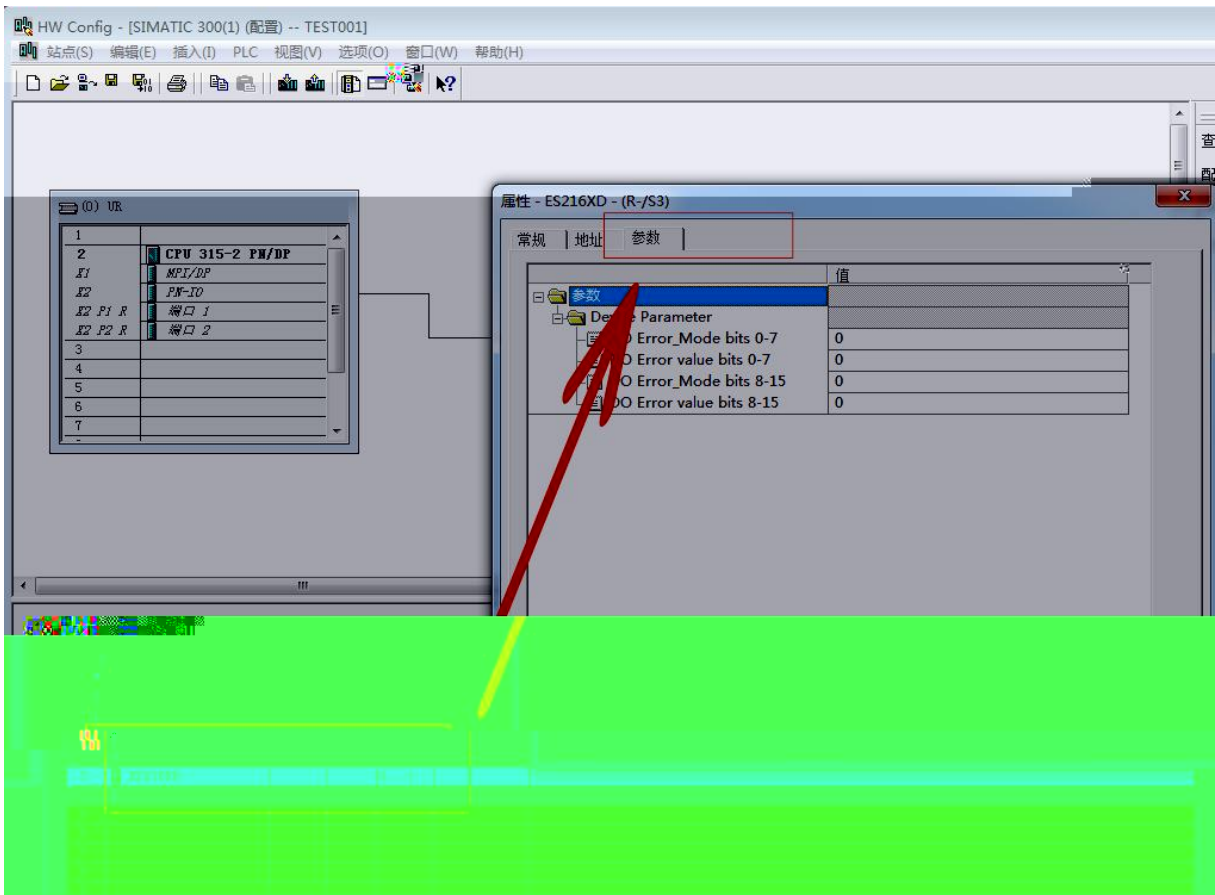 HW Config - [SIMATIC 300(1) (配置) -- TEST001]
站点(S) 编辑(E) 插入(I) PLC 视图(V) 选项(O) 窗口(W) 帮助(H)
查
(0) UR
1
2 CPU 315-2 PN/DP
X1 MPI/DP
X2 PN-IO
X2 P1 R 端口 1
X2 P2 R 端口 2
3
4
5
6
7
属性 - ES216XD - (R-/S3)
常规 地址 参数
值
参数
Parameter
O Error_Mode bits 0-7 0
O Error value bits 0-7 0
O Error_Mode bits 8-15 0
DO Error value bits 8-15 0